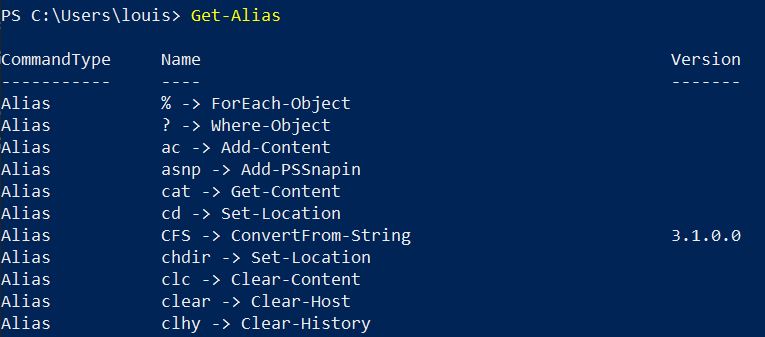 PS C:\Users\louis> Get-Alias
CommandType Name Version
----------- ---- -------
Alias % -> ForEach-Object
Alias ? -> Where-Object
Alias ac -> Add-Content
Alias asnp -> Add-PSSnapin
Alias cat -> Get-Content
Alias cd -> Set-Location
Alias CFS -> ConvertFrom-String 3.1.0.0
Alias chdir -> Set-Location
Alias clc -> Clear-Content
Alias clear -> Clear-Host
Alias clhy -> Clear-History